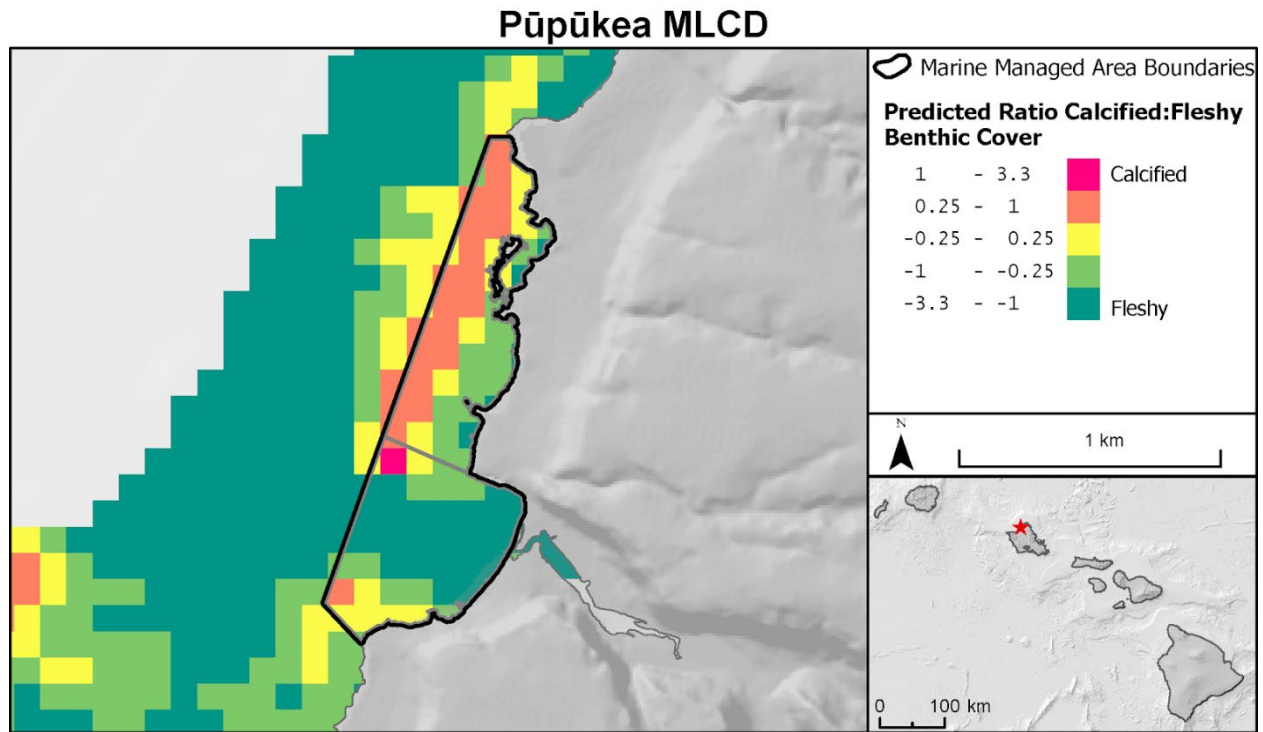 Pūpūkea MLCD
Marine Managed Area Boundaries
Predicted Ratio Calcified:Fleshy
Benthic Cover
1 - 3.3 Calcified
0.25 - 1
-0.25 - 0.25
-1 - -0.25
-3.3 - -1 Fleshy
N
1 km
0 100 km